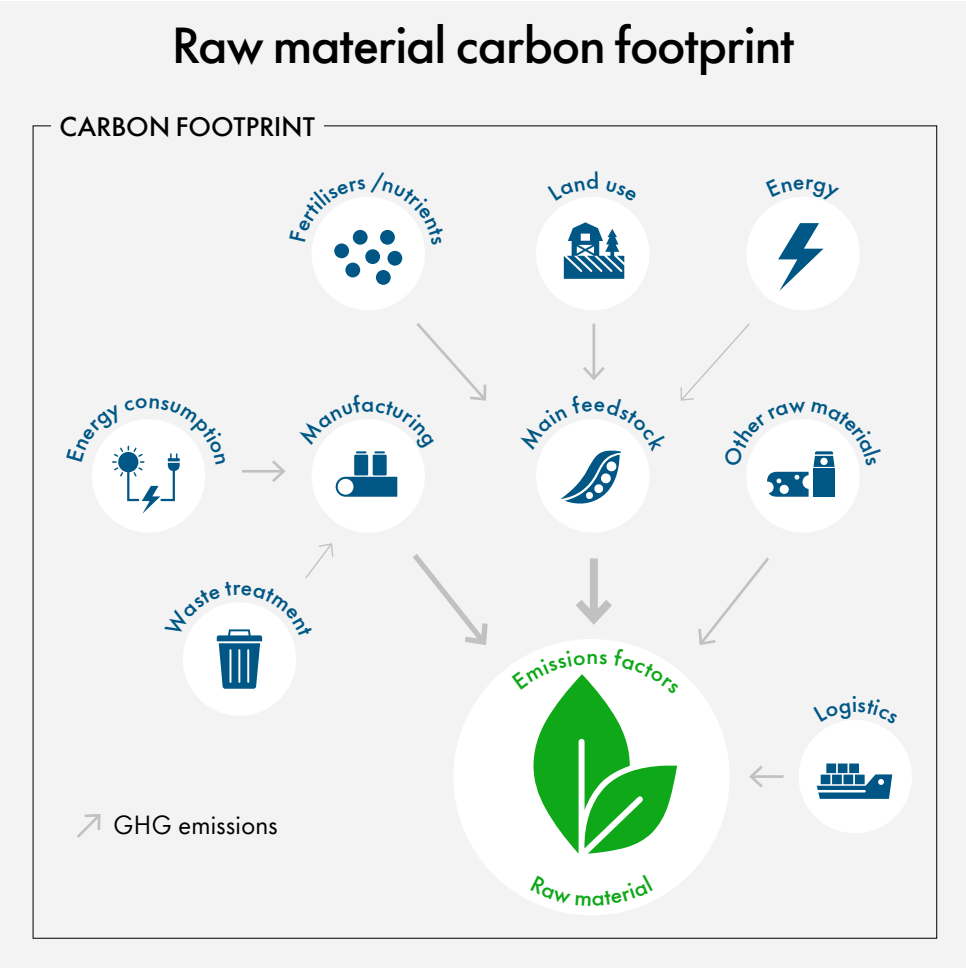 Raw material carbon footprint
CARBON FOOTPRINT
Fertilisers /nutrients
Land use
Energy
Energy consumption
Manufacturing
Main feedstock
Other raw materials
Waste treatment
Emissions factors
Logistics
GHG emissions
Raw material